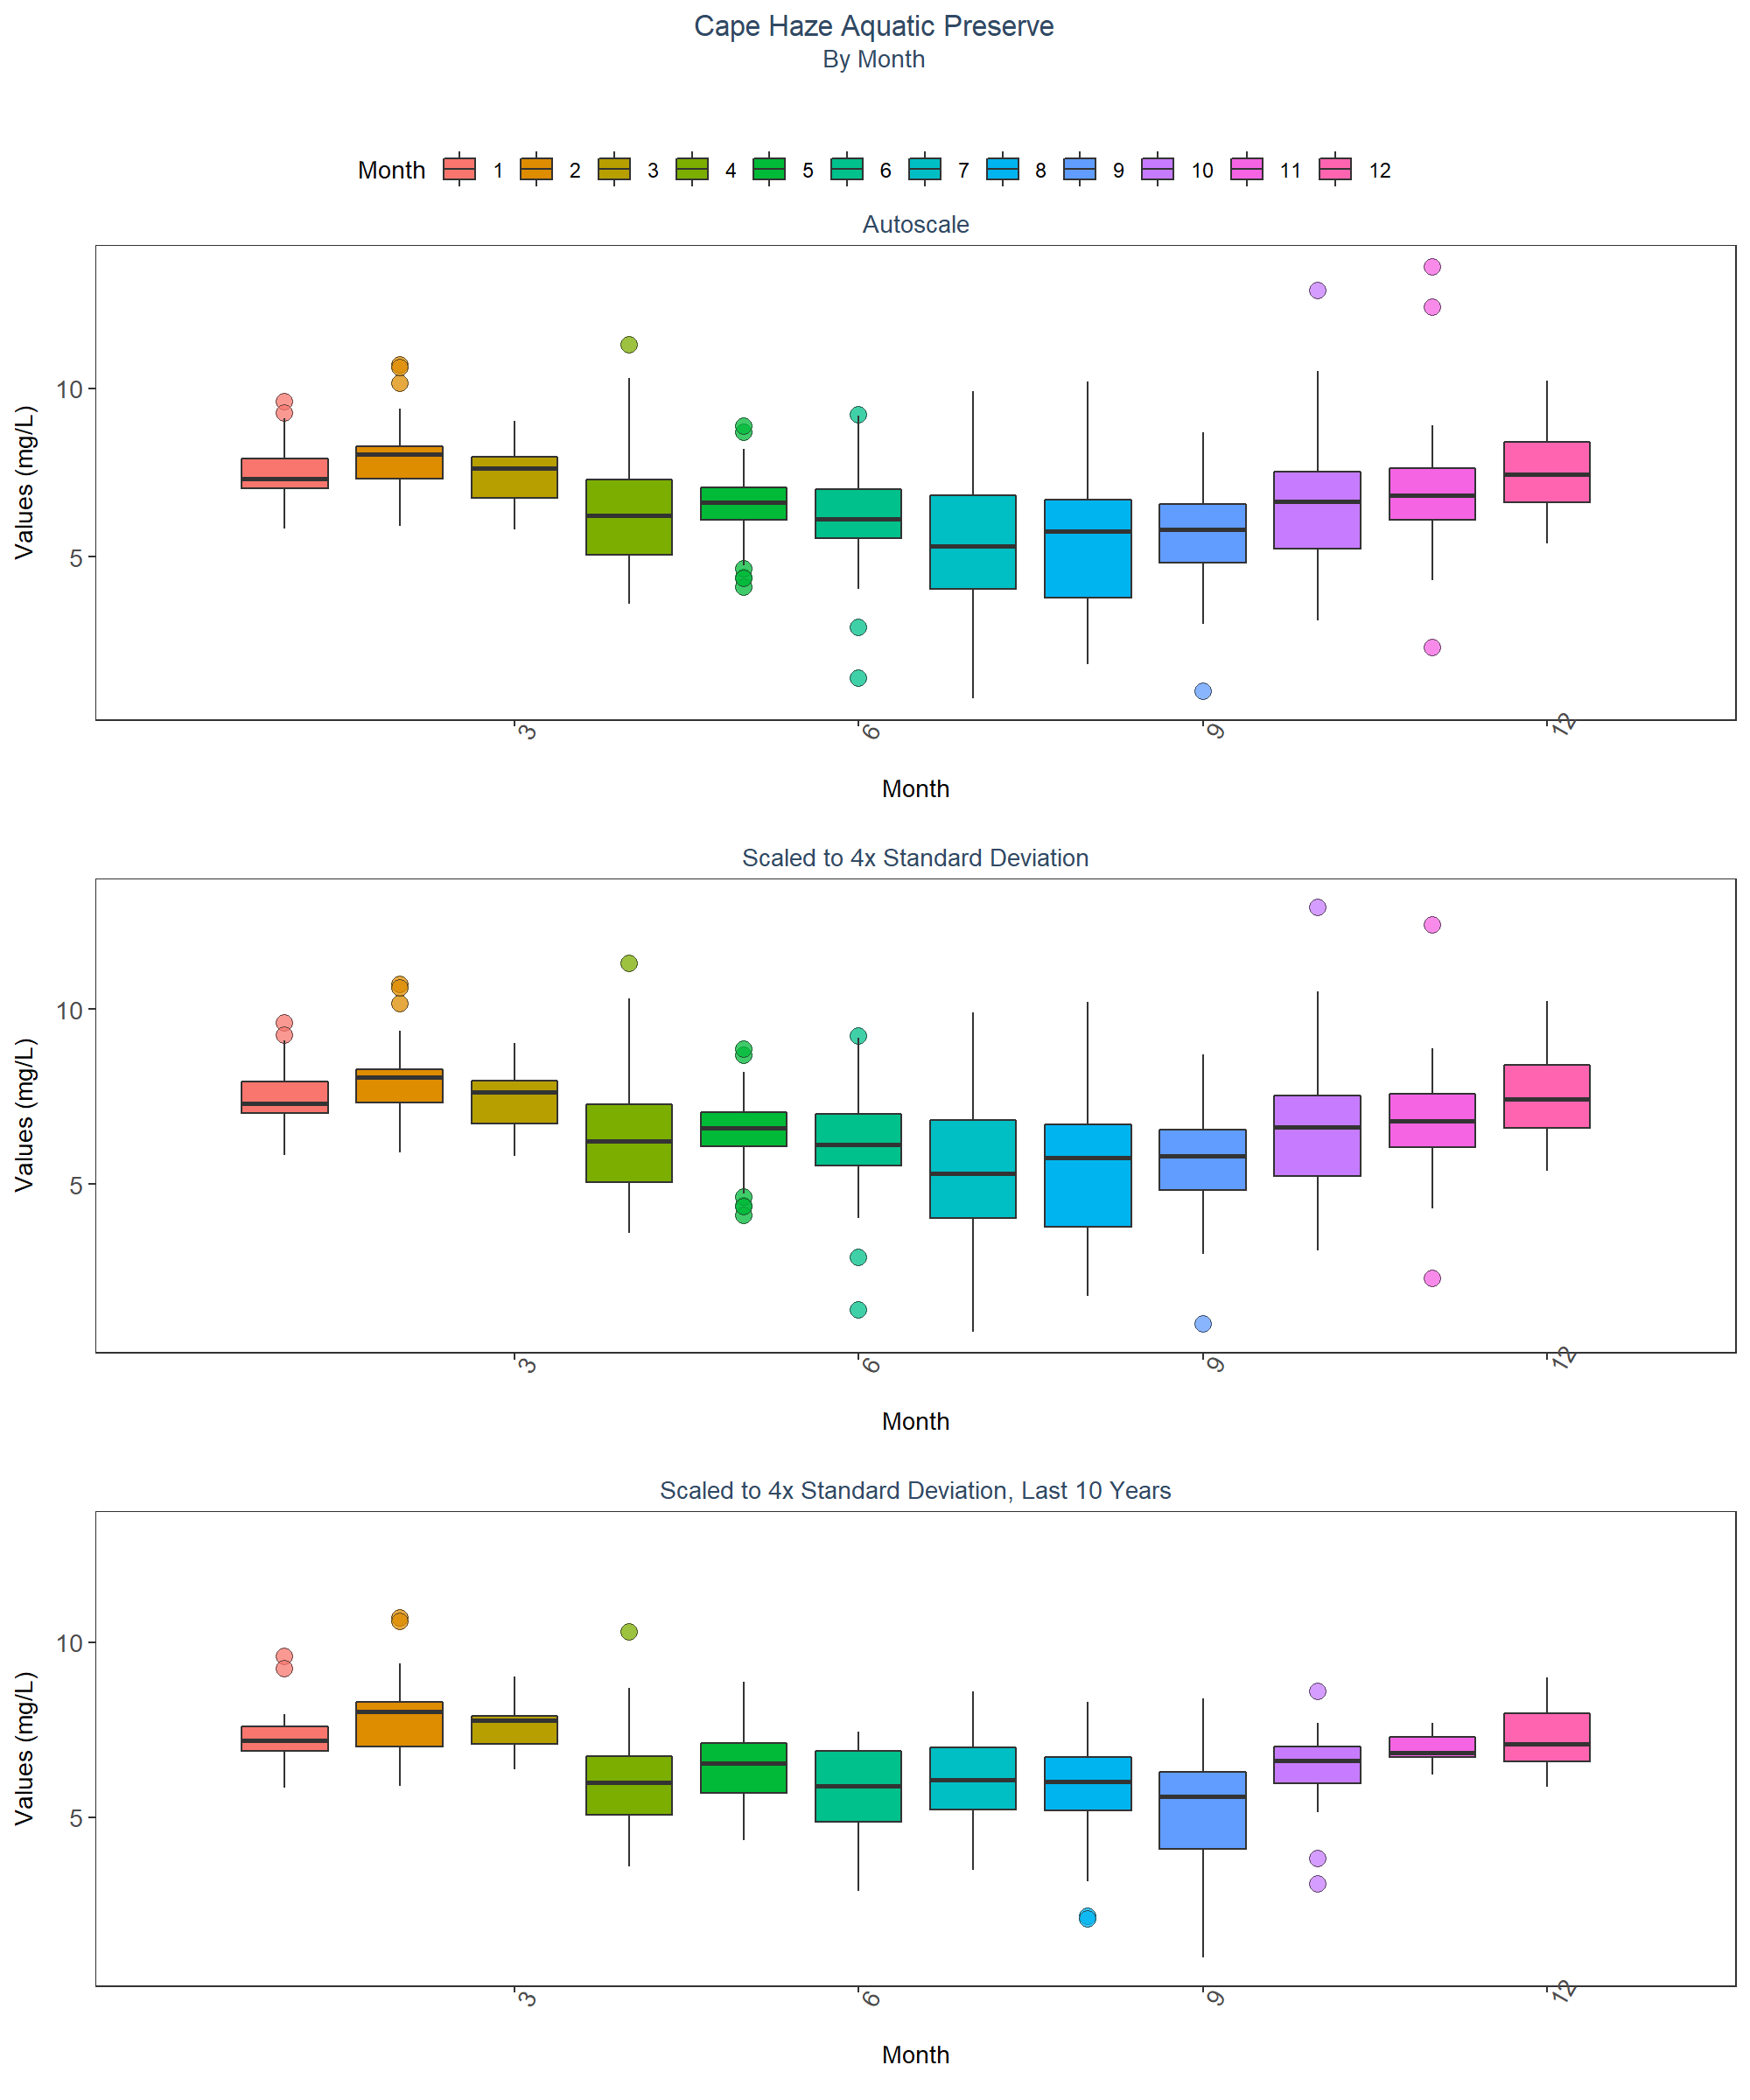 Cape Haze Aquatic Preserve
By Month
Month 1 2 3 4 5 6 7 8 9 10 11 12
Autoscale
Values (mg/L)
10
5
3 6 9 12
Month
Scaled to 4x Standard Deviation
Values (mg/L)
10
5
3 6 9 12
Month
Scaled to 4x Standard Deviation, Last 10 Years
Values (mg/L)
10
5
3 6 9 12
Month